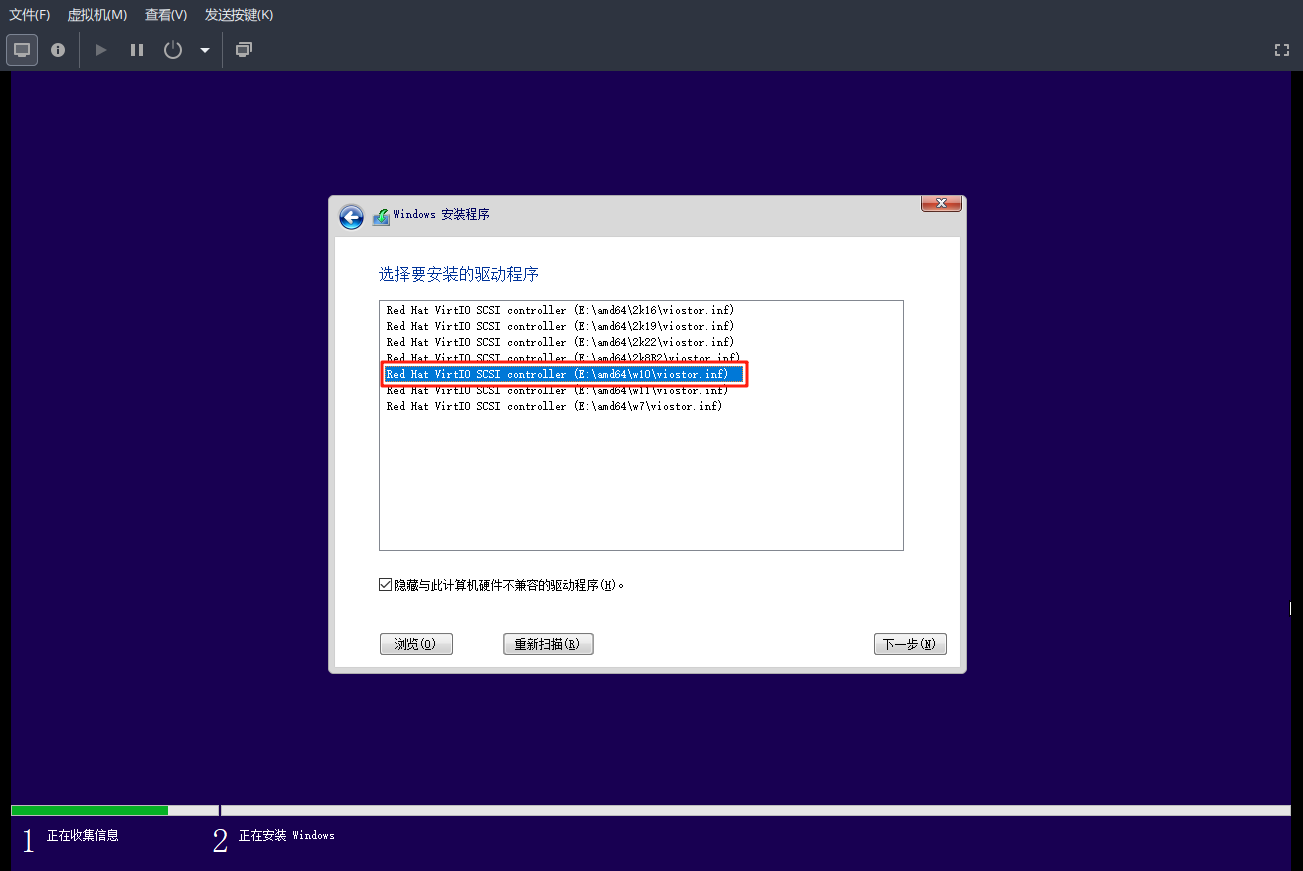 文件(F) 虚拟机(M) 查看(V) 发送按键(K)
Windows 安装程序
选择要安装的驱动程序
Red Hat VirtIO SCSI controller (E:\amd64\2k16\viostor.inf)
Red Hat VirtIO SCSI controller (E:\amd64\2k19\viostor.inf)
Red Hat VirtIO SCSI controller (E:\amd64\2k22\viostor.inf)
Red Hat VirtIO SCSI controller (E:\amd64\2k8R2\viostor.inf)
Red Hat VirtIO SCSI controller (E:\amd64\w10\viostor.inf)
Red Hat VirtIO SCSI controller (E:\amd64\w11\viostor.inf)
Red Hat VirtIO SCSI controller (E:\amd64\w7\viostor.inf)
隐藏与此计算机硬件不兼容的驱动程序(H)。
浏览(O) 重新扫描(R) 下一步(N)
1 正在收集信息 2 正在安装 Windows